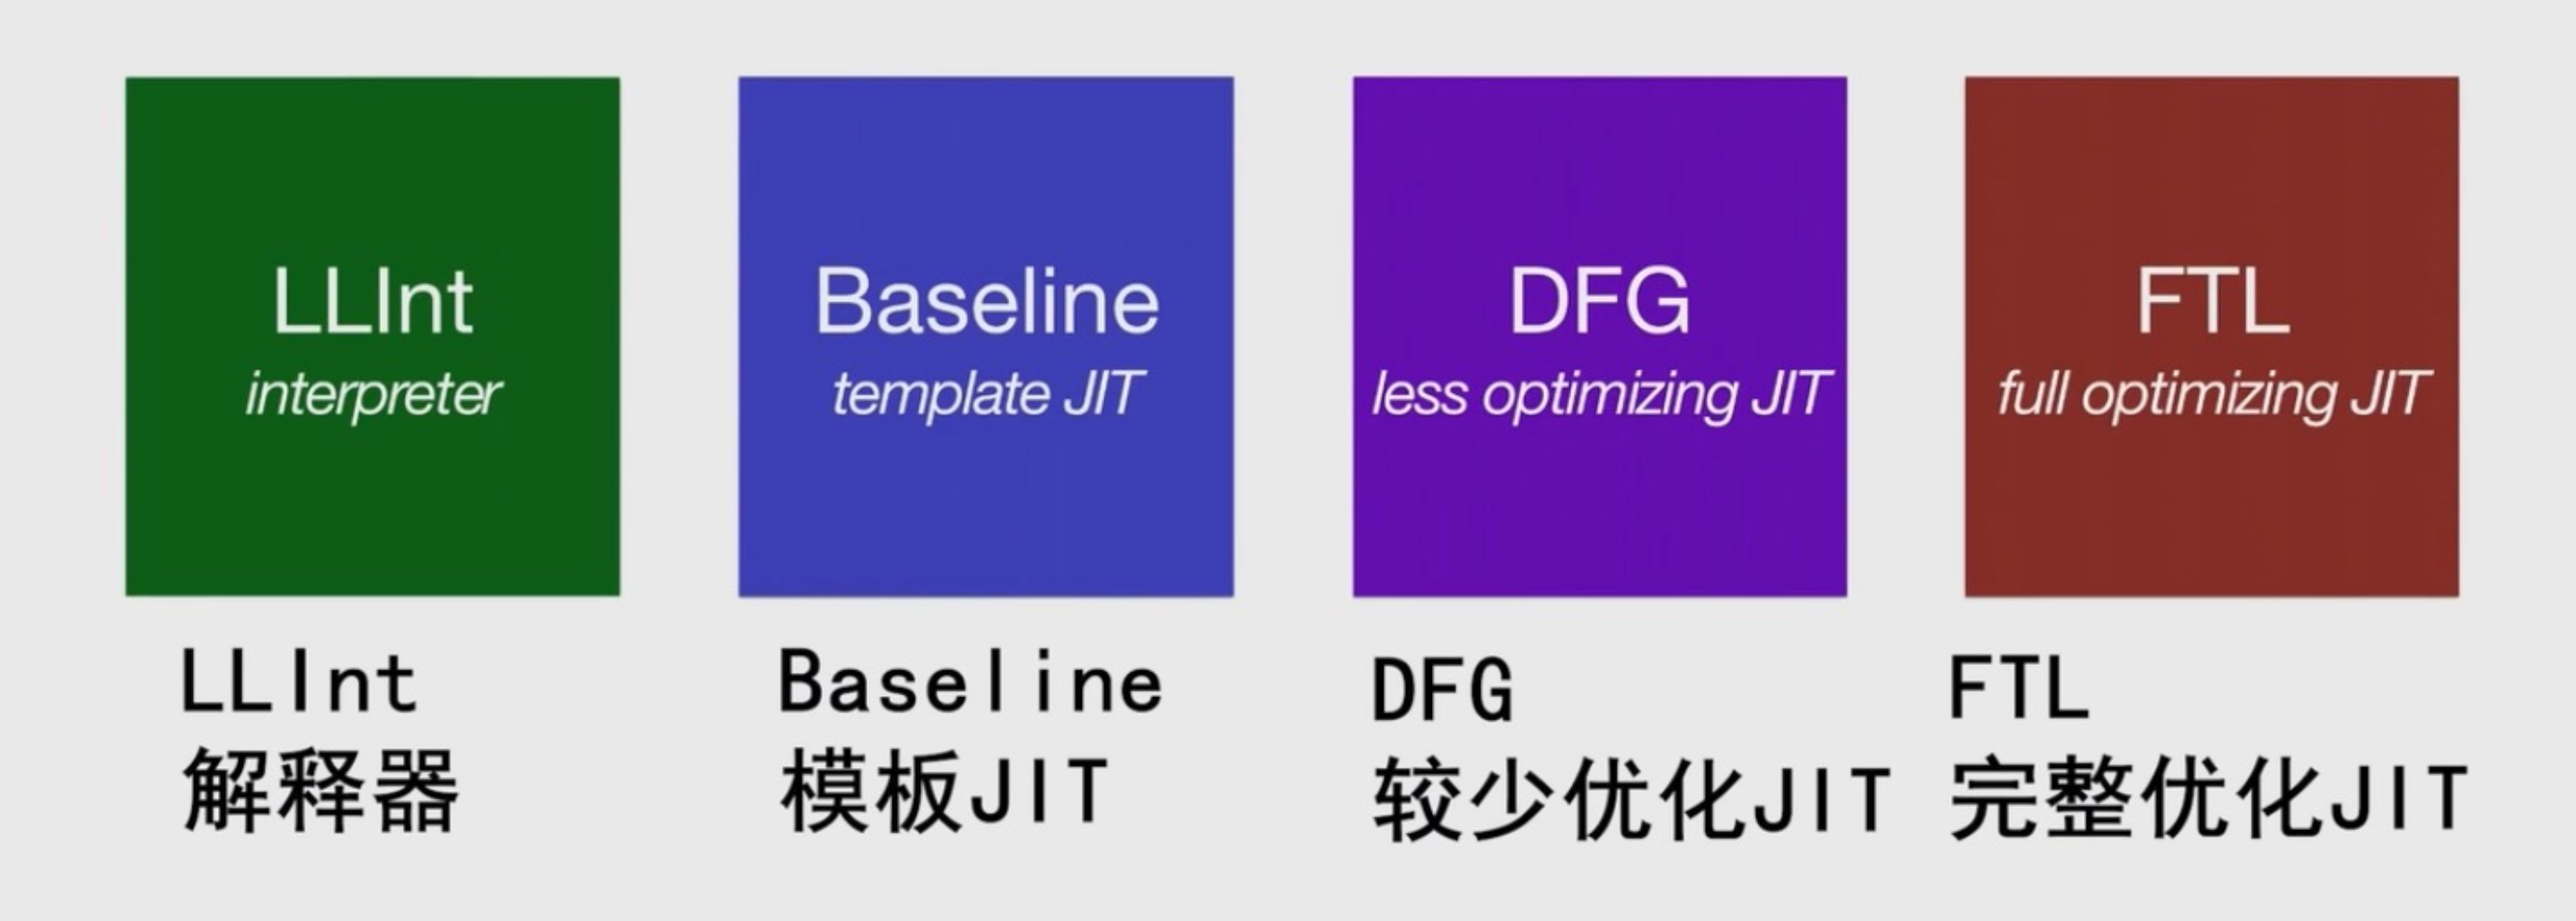 LLInt
interpreter
Baseline
template JIT
DFG
less optimizing JIT
FTL
full optimizing JIT
LLInt
解释器
Baseline
模板JIT
DFG
较少优化JIT
FTL
完整优化JIT